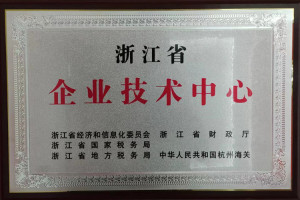 浙江省
企业技术中心
浙江省经济和信息化委员会 浙江省财政厅
浙江省国家税务局
浙江省地方税务局 中华人民共和国杭州海关